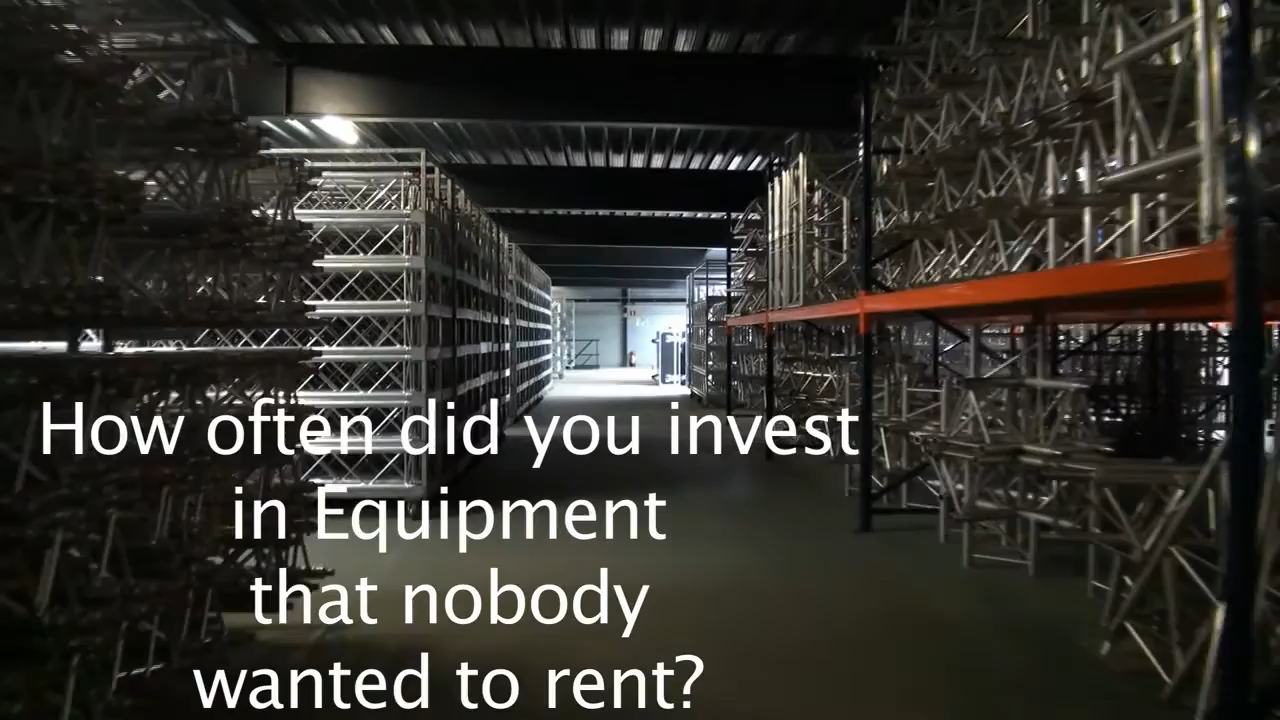 How often did you invest
in Equipment
that nobody
wanted to rent?